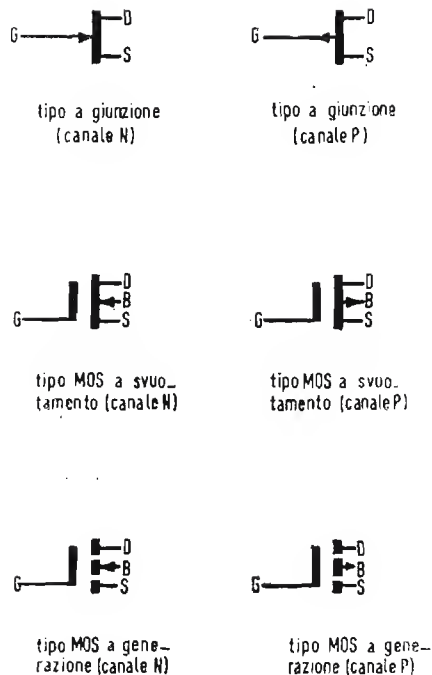 D
G
S
tipo a giunzione
(canale N)
D
G
S
tipo a giunzione
(canale P)
D
B
G
S
tipo MOS a svuo-
tamento (canale N)
D
B
G
S
tipo MOS a svuo-
tamento (canale P)
D
B
G
S
tipo MOS a gene-
razione (canale N)
D
B
G
S
tipo MOS a gene-
razione (canale P)